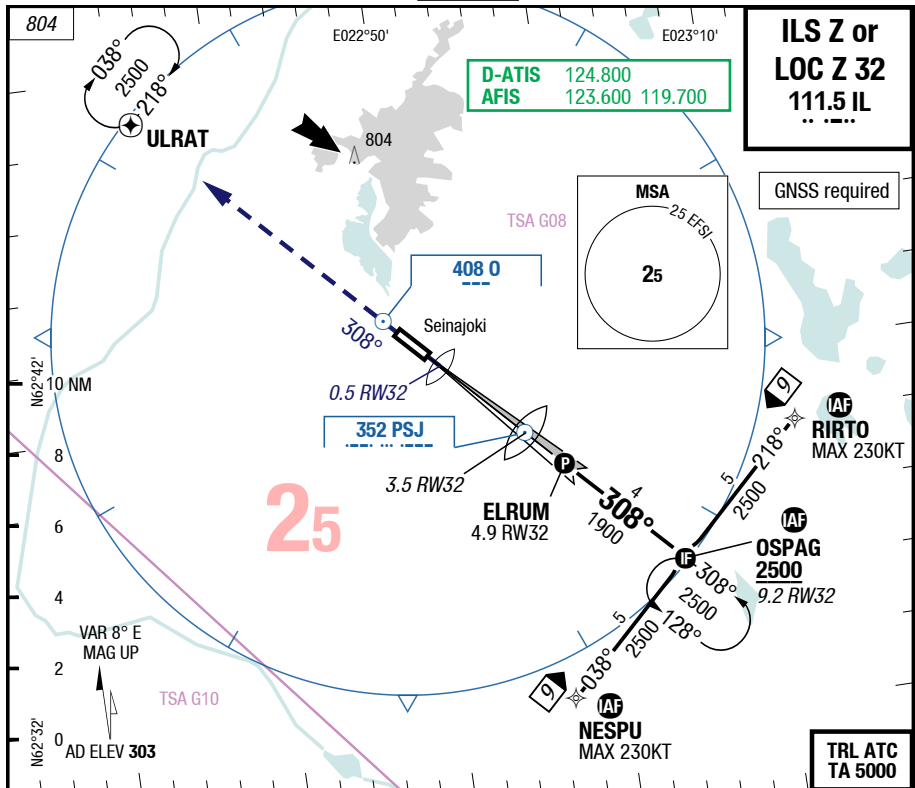 804
E022°50'
E023°10'
ILS Z or
LOC Z 32
111.5 IL
038°
2500
218°
ULRAT
D-ATIS 124.800
AFIS 123.600 119.700
804
GNSS required
MSA
25 EFSI
25
TSA G08
408 O
Seinajoki
308°
0.5 RW32
N62°42'
10 NM
352 PSJ
3.5 RW32
ELRUM
4.9 RW32
4
308°
1900
6
IAF
RIRTO
MAX 230KT
218°
5
2500
25
8
6
4
2
0
IAF
OSPAG
2500
9.2 RW32
IF
308°
2500
128°
P
5
2500
038°
6
IAF
NESPU
MAX 230KT
VAR 8° E
MAG UP
TSA G10
N62°32'
AD ELEV 303
TRL ATC
TA 5000